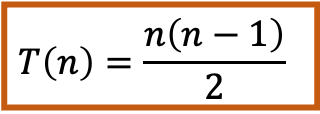 T(n) = n(n − 1)/2